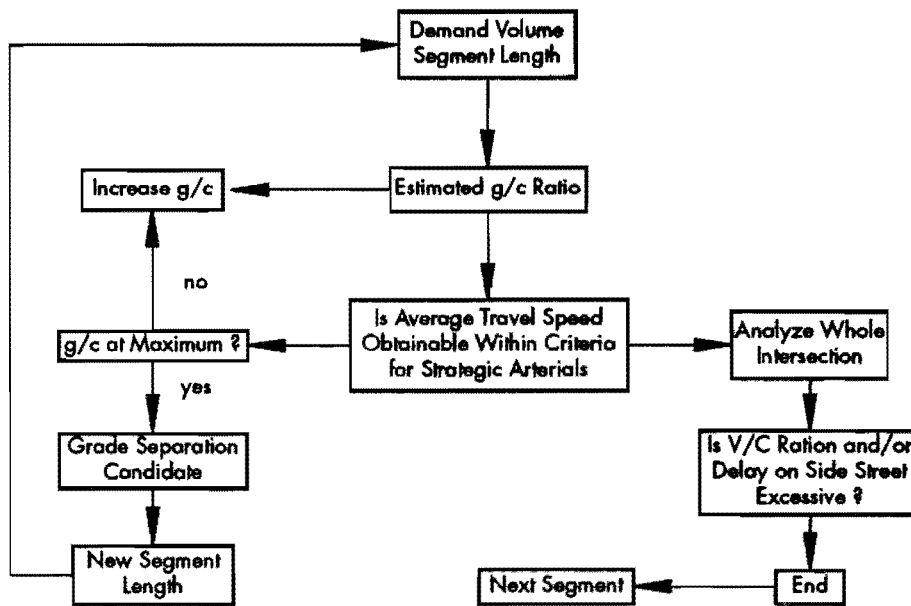 Demand Volume
Segment Length
Increase g/c
Estimated g/c Ratio
no
g/c at Maximum ?
Is Average Travel Speed
Obtainable Within Criteria
for Strategic Arterials
Analyze Whole
Intersection
yes
Grade Separation
Candidate
Is V/C Ration and/or
Delay on Side Street
Excessive ?
New Segment
Length
Next Segment
End